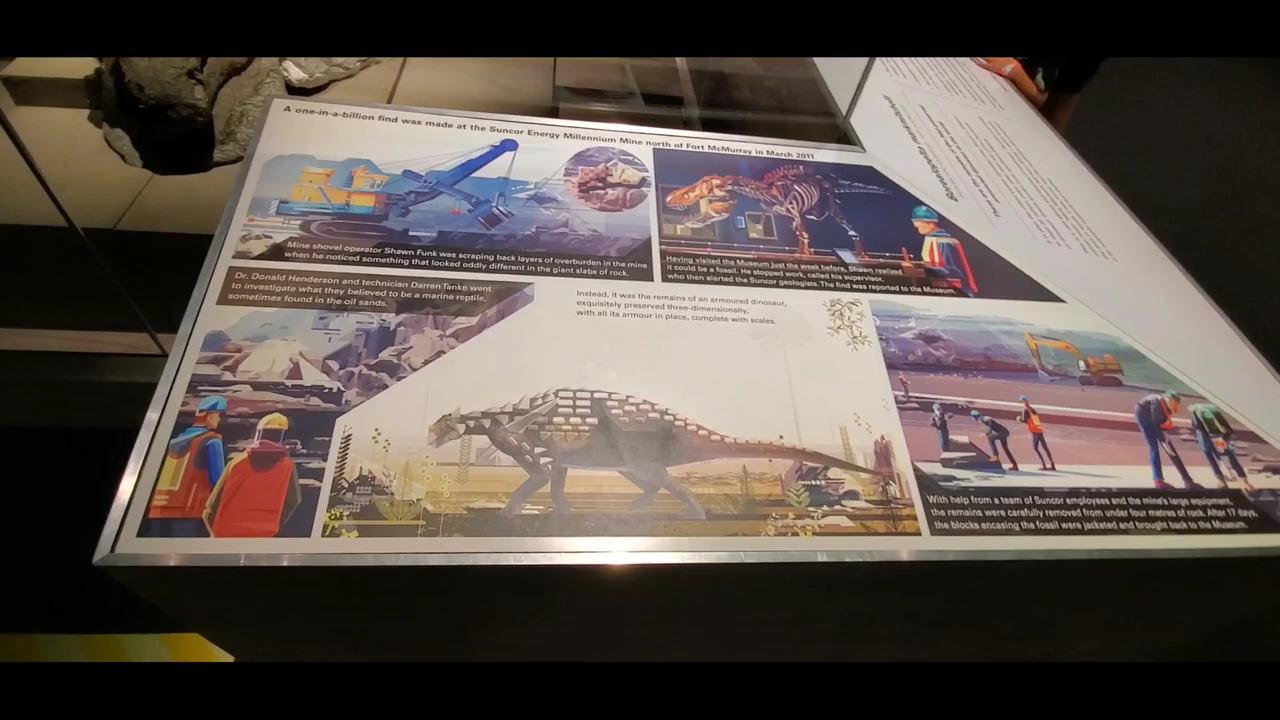 A one-in-a-billion find was made at the Suncor Energy Millennium Mine north of Fort McMurray in March 2011
Mine shovel operator Shawn Funk was scraping back layers of overburden in the mine
when he noticed something that looked oddly different in the giant slabs of rock.
Having visited the Museum just the week before, Shawn realized
it could be a fossil. He stopped work, called his supervisor,
who then alerted the Suncor geologists. The find was reported to the Museum.
Dr. Donald Henderson and technician Darren Tanke went
to investigate what they believed to be a marine reptile,
sometimes found in the oil sands.
Instead, it was the remains of an armoured dinosaur,
exquisitely preserved three-dimensionally,
with all its armour in place, complete with scales.
With help from a team of Suncor employees and the mine's large equipment,
the remains were carefully removed from under four metres of rock. After 17 days,
the blocks encasing the fossil were jacketed and brought back to the Museum.
Borealopelta markmitchelli